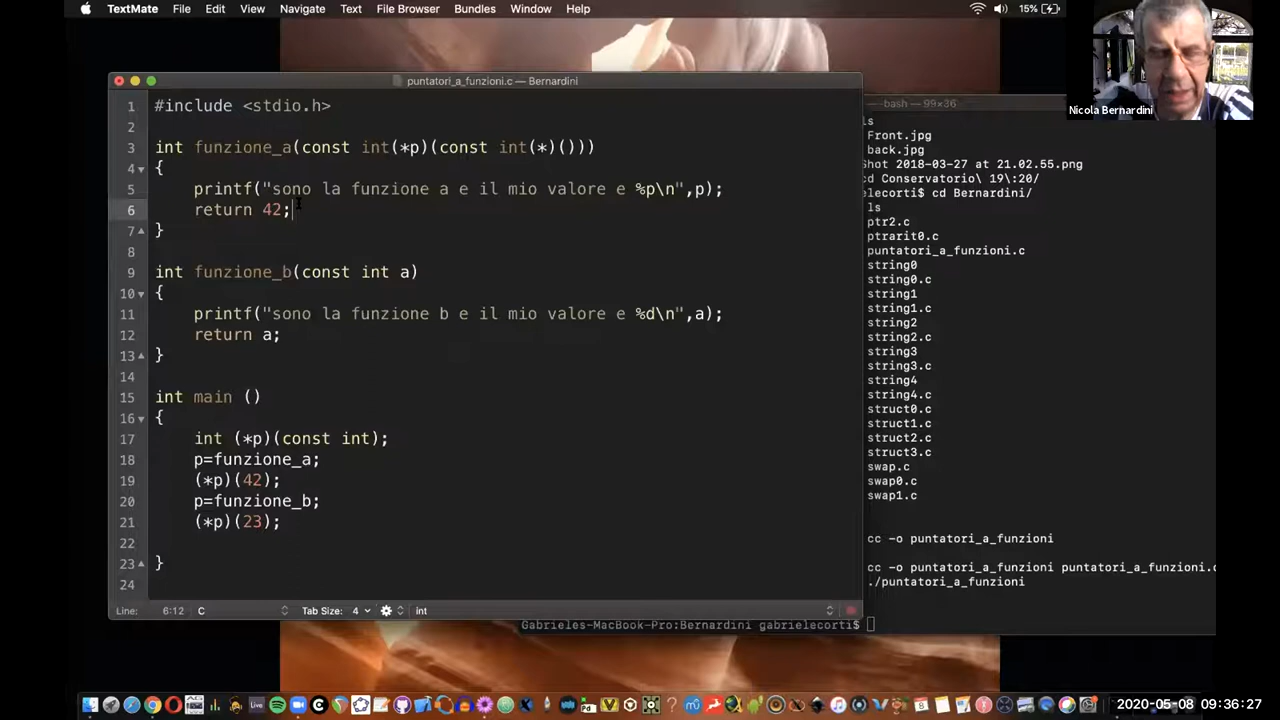 TextMate File Edit View Navigate Text File Browser Bundles Window Help 15%
Nicola Bernardini
puntatori_a_funzioni.c — Bernardini
1 #include <stdio.h>
2
3 int funzione_a(const int(*p)(const int(*)()))
4 {
5 printf("sono la funzione a e il mio valore e %p\n",p);
6 return 42;
7 }
8
9 int funzione_b(const int a)
10 {
11 printf("sono la funzione b e il mio valore e %d\n",a);
12 return a;
13 }
14
15 int main ()
16 {
17 int (*p)(const int);
18 p=funzione_a;
19 (*p)(42);
20 p=funzione_b;
21 (*p)(23);
22
23 }
24
Line: 6:12 C Tab Size: 4 int
-bash — 99×36
ls
Front.jpg
back.jpg
Shot 2018-03-27 at 21.02.55.png
cd Conservatorio\ 19\:20/
elecorti$ cd Bernardini/
ls
ptr2.c
ptrarit0.c
puntatori_a_funzioni.c
string0
string0.c
string1
string1.c
string2
string2.c
string3
string3.c
string4
string4.c
struct0.c
struct1.c
struct2.c
struct3.c
swap.c
swap0.c
swap1.c
cc -o puntatori_a_funzioni
cc -o puntatori_a_funzioni puntatori_a_funzioni.c
./puntatori_a_funzioni
Gabrieles-MacBook-Pro:Bernardini gabrielecorti$
2020-05-08 09:36:27